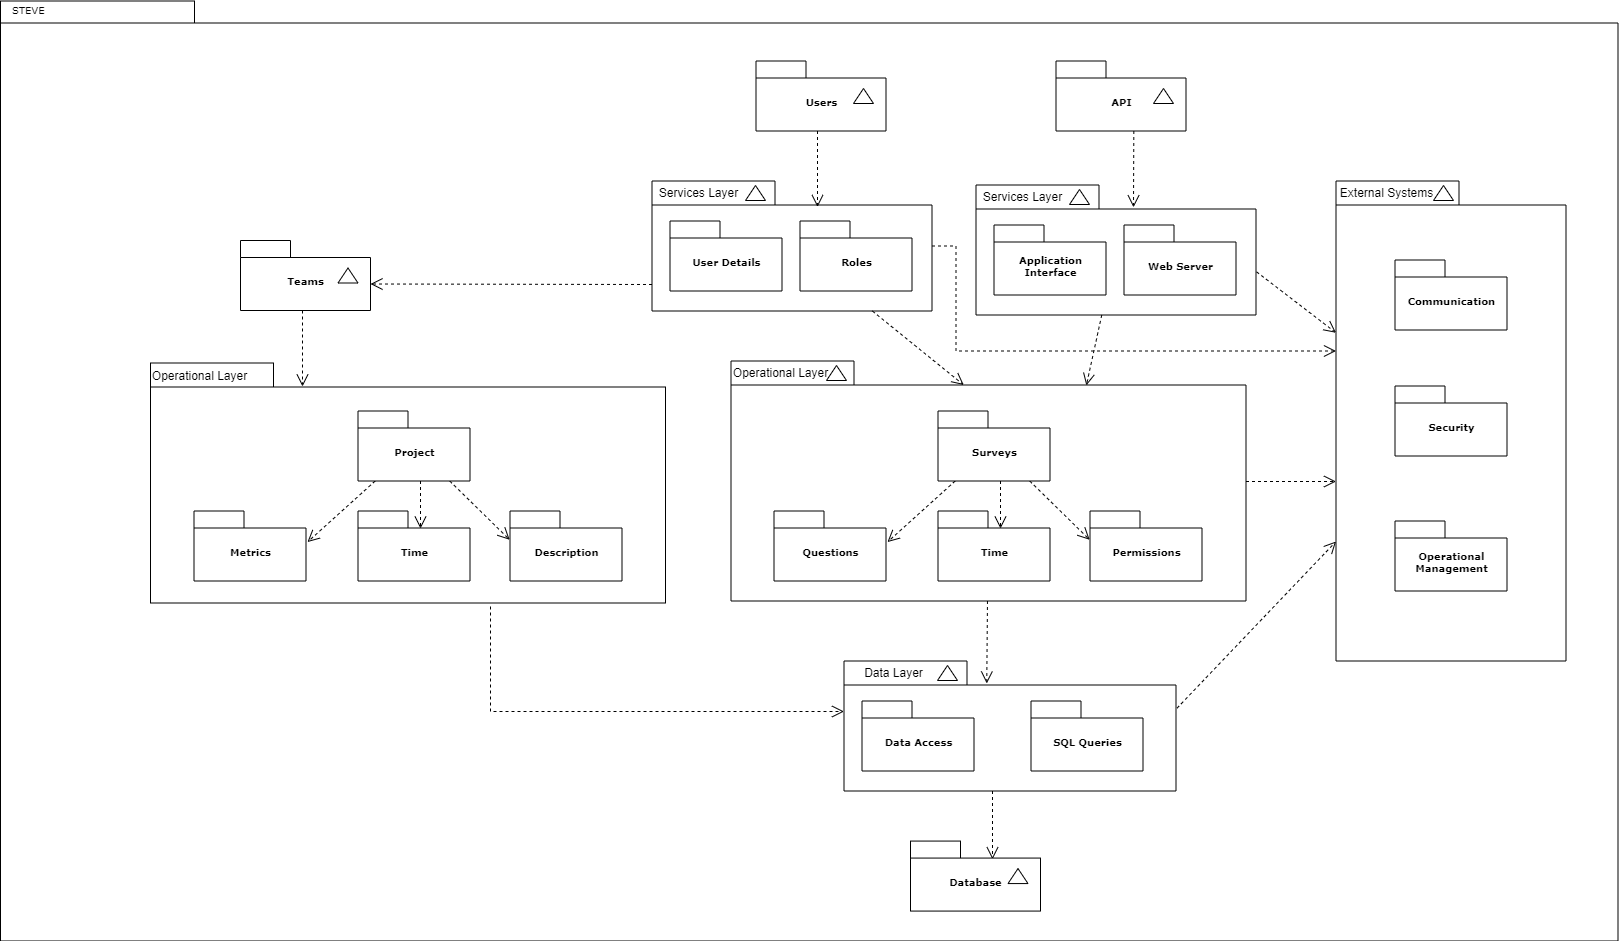 STEVE
Users
API
Services Layer
User Details
Roles
Services Layer
Application
Interface
Web Server
External Systems
Communication
Security
Operational
Management
Teams
Operational Layer
Project
Metrics
Time
Description
Operational Layer
Surveys
Questions
Time
Permissions
Data Layer
Data Access
SQL Queries
Database